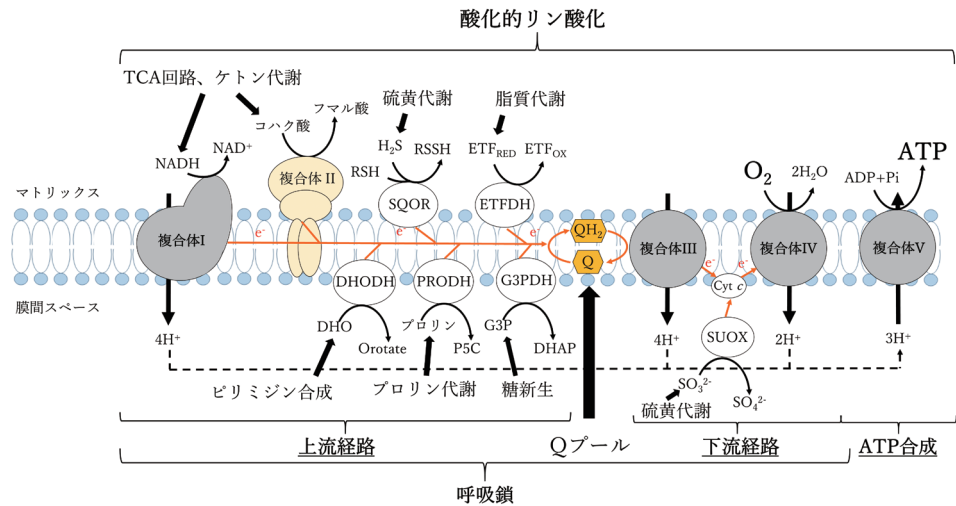 酸化的リン酸化
TCA回路、ケトン代謝
硫黄代謝
脂質代謝
コハク酸
フマル酸
NADH
NAD⁺
H₂S
RSSH
RSH
ETF_RED
ETF_OX
O₂
2H₂O
ADP+Pi
ATP
マトリックス
複合体I
複合体II
SQOR
ETFDH
e⁻
e⁻
e⁻
QH₂
Q
複合体III
複合体IV
複合体V
e⁻
e⁻
Cyt c
DHODH
PRODH
G3PDH
膜間スペース
4H⁺
DHO
Orotate
プロリン
P5C
G3P
DHAP
4H⁺
SUOX
2H⁺
3H⁺
SO₃²⁻
SO₄²⁻
ピリミジン合成
プロリン代謝
糖新生
硫黄代謝
上流経路
Qプール
下流経路
ATP合成
呼吸鎖